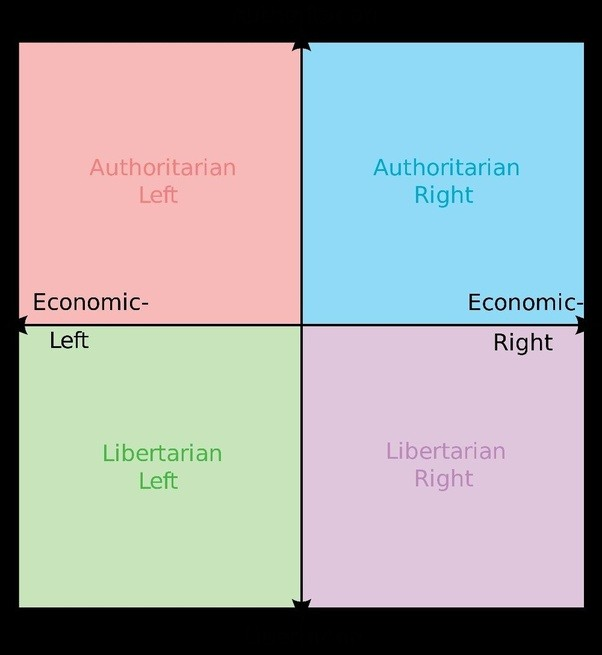 Authoritarian
Left
Authoritarian
Right
Economic-
Left
Economic-
Right
Libertarian
Left
Libertarian
Right